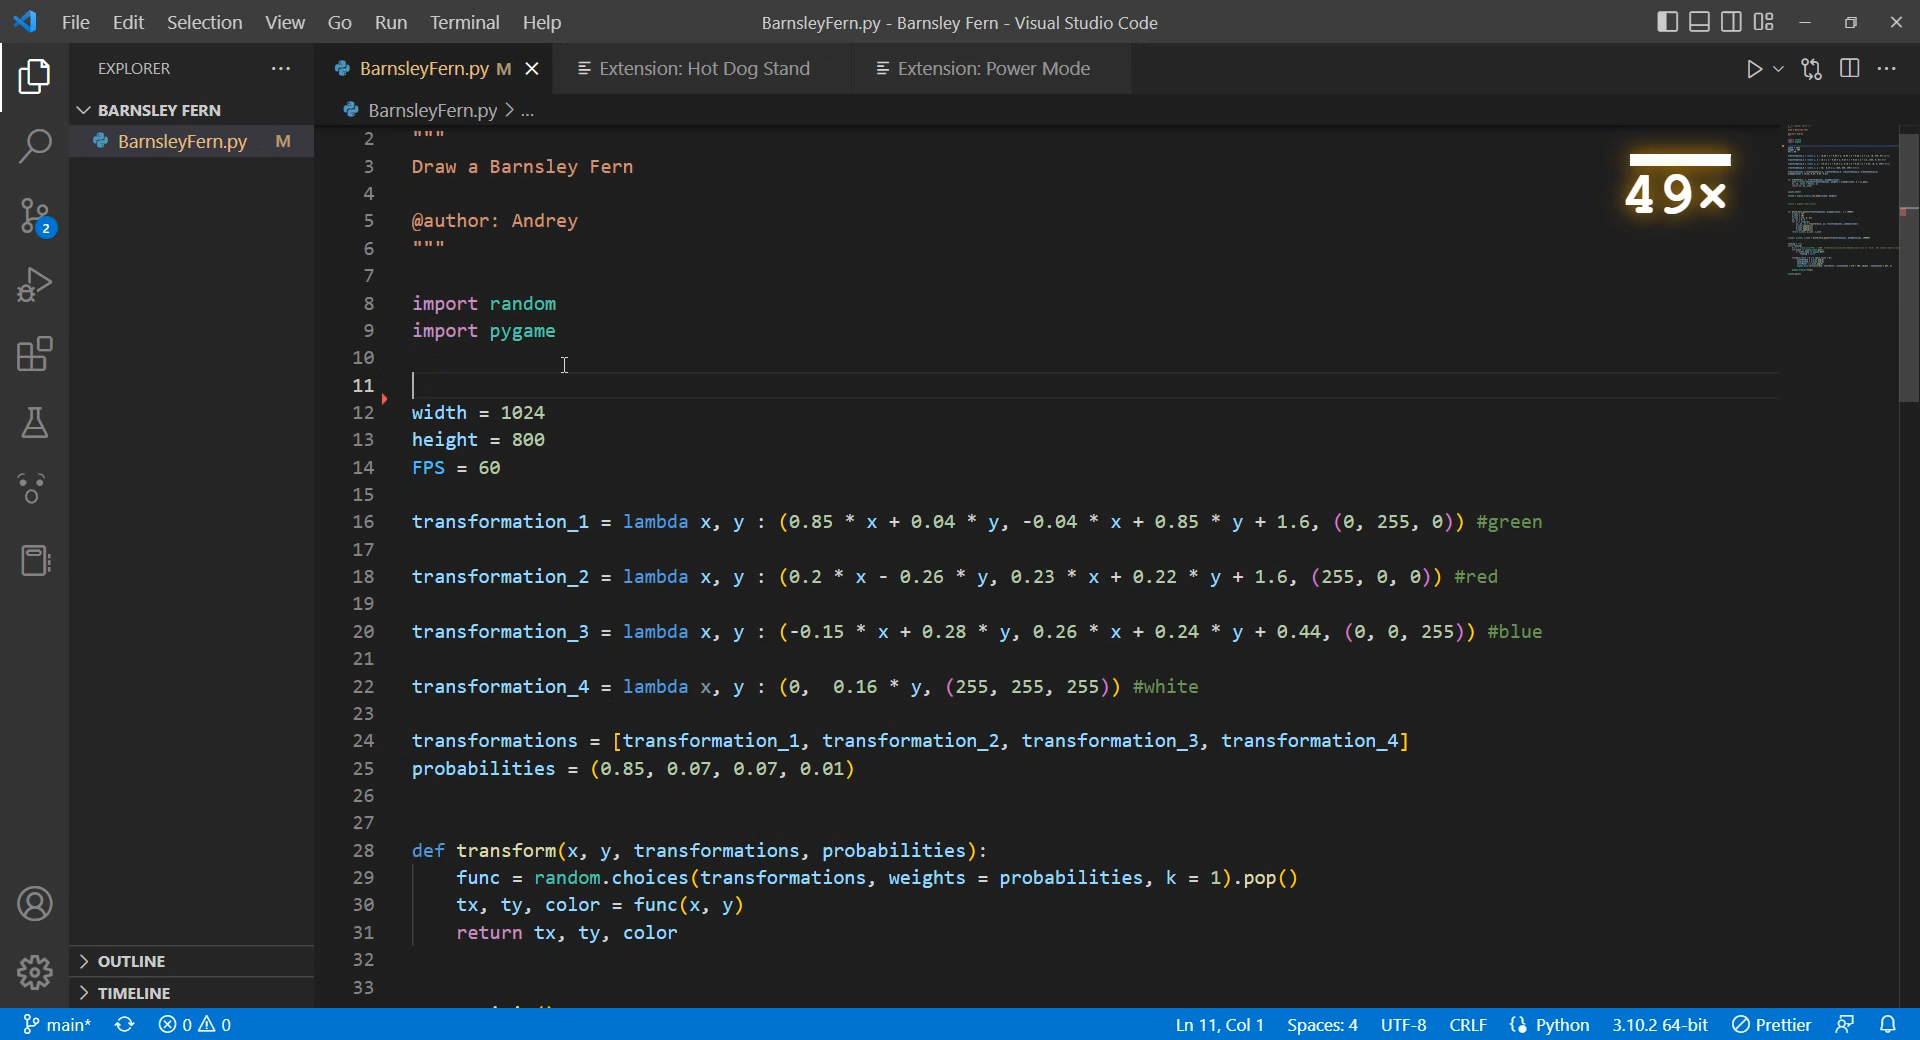 File Edit Selection View Go Run Terminal Help
BarnsleyFern.py - Barnsley Fern - Visual Studio Code
EXPLORER
BarnsleyFern.py M
Extension: Hot Dog Stand
Extension: Power Mode
BARNSLEY FERN
BarnsleyFern.py > ...
BarnsleyFern.py M
49×
2 """
3 Draw a Barnsley Fern
4
5 @author: Andrey
6 """
7
8 import random
9 import pygame
10
11
12 width = 1024
13 height = 800
14 FPS = 60
15
16 transformation_1 = lambda x, y : (0.85 * x + 0.04 * y, -0.04 * x + 0.85 * y + 1.6, (0, 255, 0)) #green
17
18 transformation_2 = lambda x, y : (0.2 * x - 0.26 * y, 0.23 * x + 0.22 * y + 1.6, (255, 0, 0)) #red
19
20 transformation_3 = lambda x, y : (-0.15 * x + 0.28 * y, 0.26 * x + 0.24 * y + 0.44, (0, 0, 255)) #blue
21
22 transformation_4 = lambda x, y : (0,  0.16 * y, (255, 255, 255)) #white
23
24 transformations = [transformation_1, transformation_2, transformation_3, transformation_4]
25 probabilities = (0.85, 0.07, 0.07, 0.01)
26
27
28 def transform(x, y, transformations, probabilities):
29     func = random.choices(transformations, weights = probabilities, k = 1).pop()
30     tx, ty, color = func(x, y)
31     return tx, ty, color
32
33
2
OUTLINE
TIMELINE
main* 0 0 Ln 11, Col 1 Spaces: 4 UTF-8 CRLF Python 3.10.2 64-bit Prettier